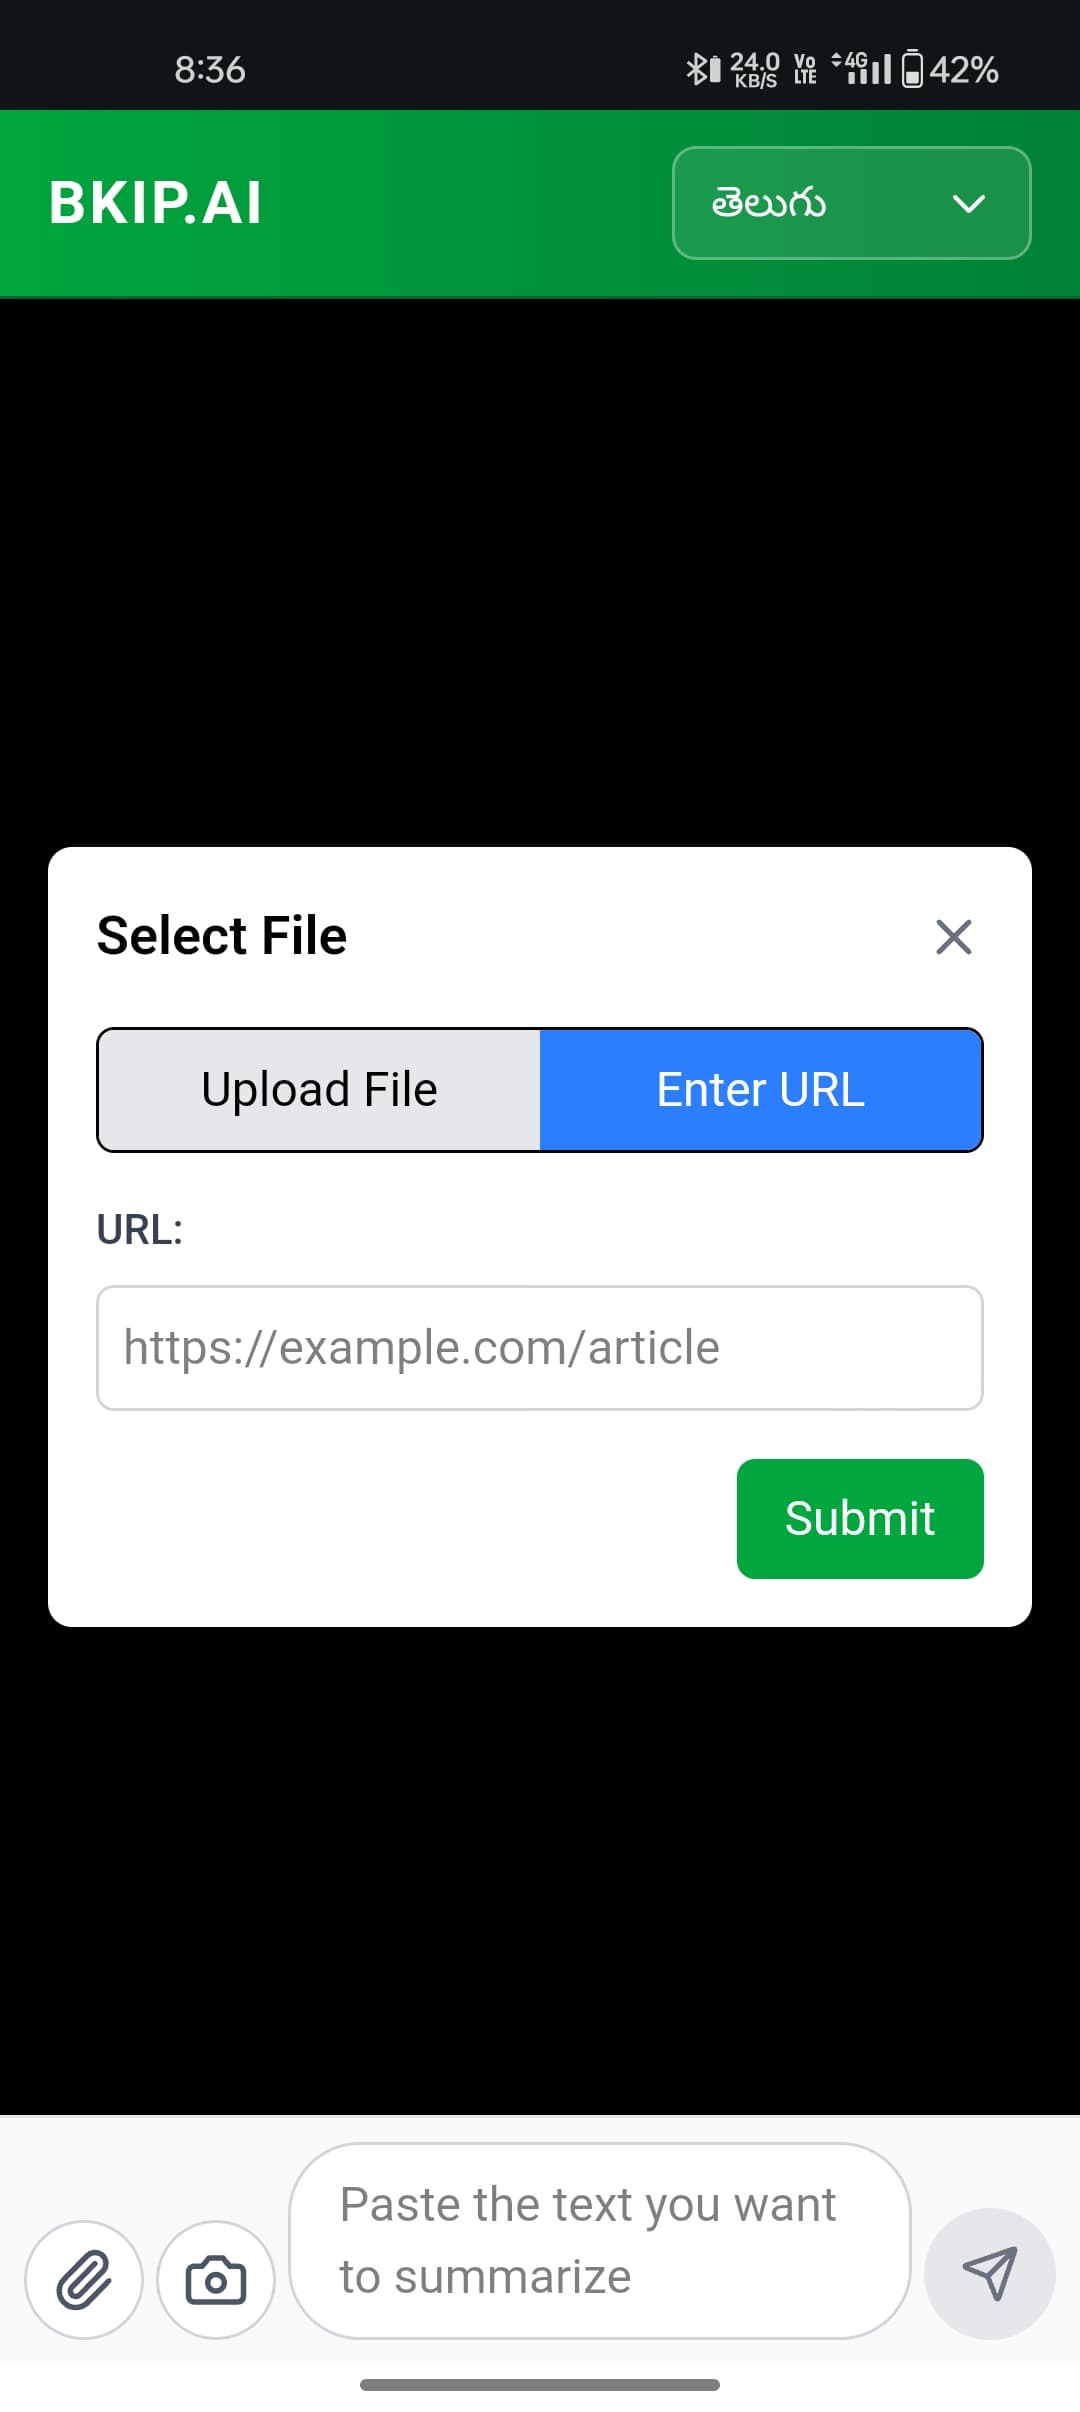 8:36
24.0 KB/S Vo LTE 4G 42%
BKIP.AI
తెలుగు
Select File
Upload File
Enter URL
URL:
https://example.com/article
Submit
Paste the text you want
to summarize